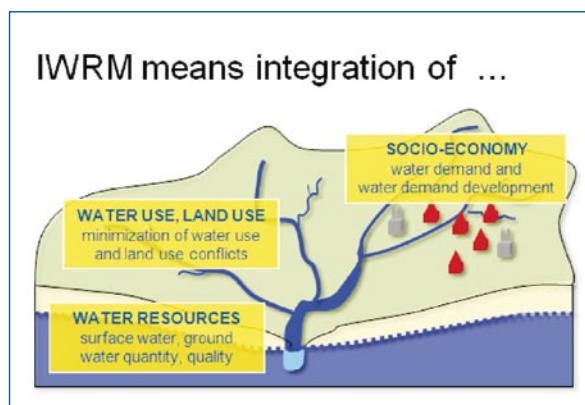 IWRM means integration of ...
SOCIO-ECONOMY
water demand and
water demand development
WATER USE, LAND USE
minimization of water use
and land use conflicts
WATER RESOURCES
surface water, ground
water quantity, quality